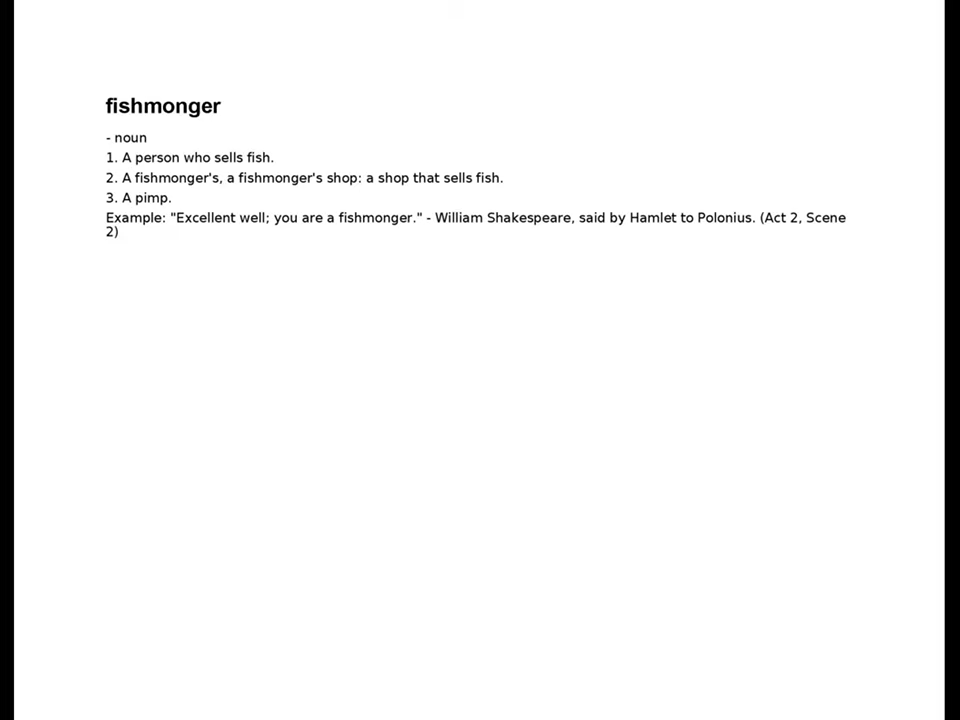 fishmonger
- noun
1. A person who sells fish.
2. A fishmonger's, a fishmonger's shop: a shop that sells fish.
3. A pimp.
Example: "Excellent well; you are a fishmonger." - William Shakespeare, said by Hamlet to Polonius. (Act 2, Scene
2)